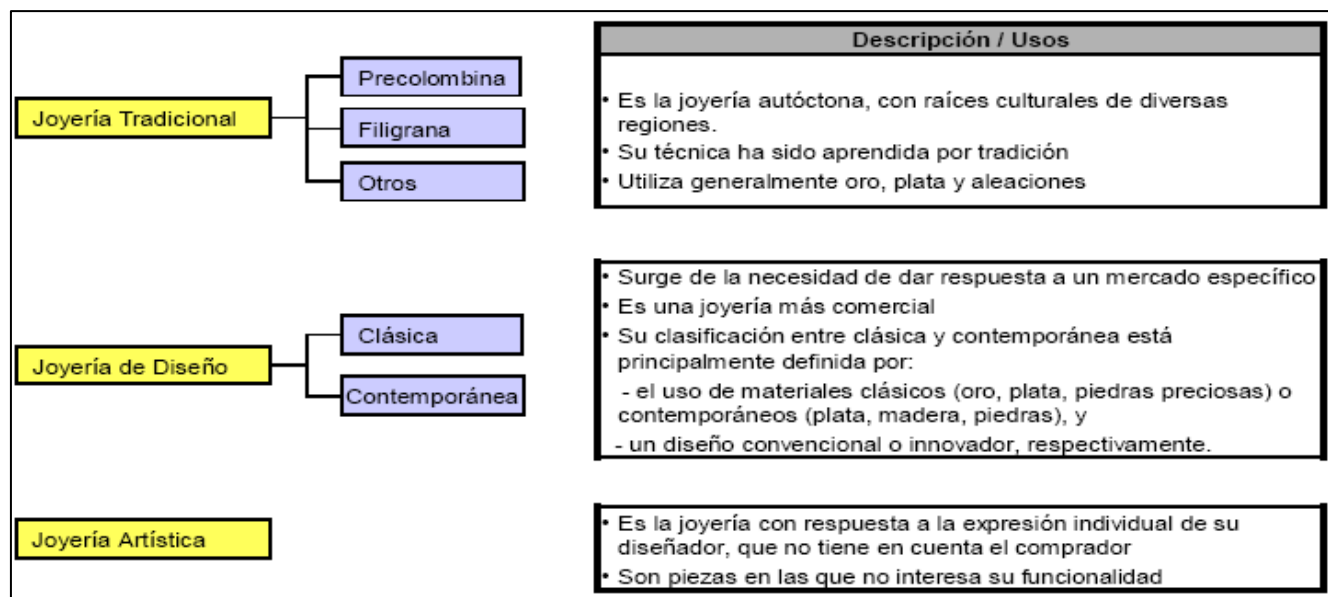 Descripción / Usos
Joyería Tradicional
Precolombina
Filigrana
Otros
• Es la joyería autóctona, con raíces culturales de diversas
regiones.
• Su técnica ha sido aprendida por tradición
• Utiliza generalmente oro, plata y aleaciones
Joyería de Diseño
Clásica
Contemporánea
• Surge de la necesidad de dar respuesta a un mercado específico
• Es una joyería más comercial
• Su clasificación entre clásica y contemporánea está
principalmente definida por:
- el uso de materiales clásicos (oro, plata, piedras preciosas) o
contemporáneos (plata, madera, piedras), y
- un diseño convencional o innovador, respectivamente.
Joyería Artística
• Es la joyería con respuesta a la expresión individual de su
diseñador, que no tiene en cuenta el comprador
• Son piezas en las que no interesa su funcionalidad